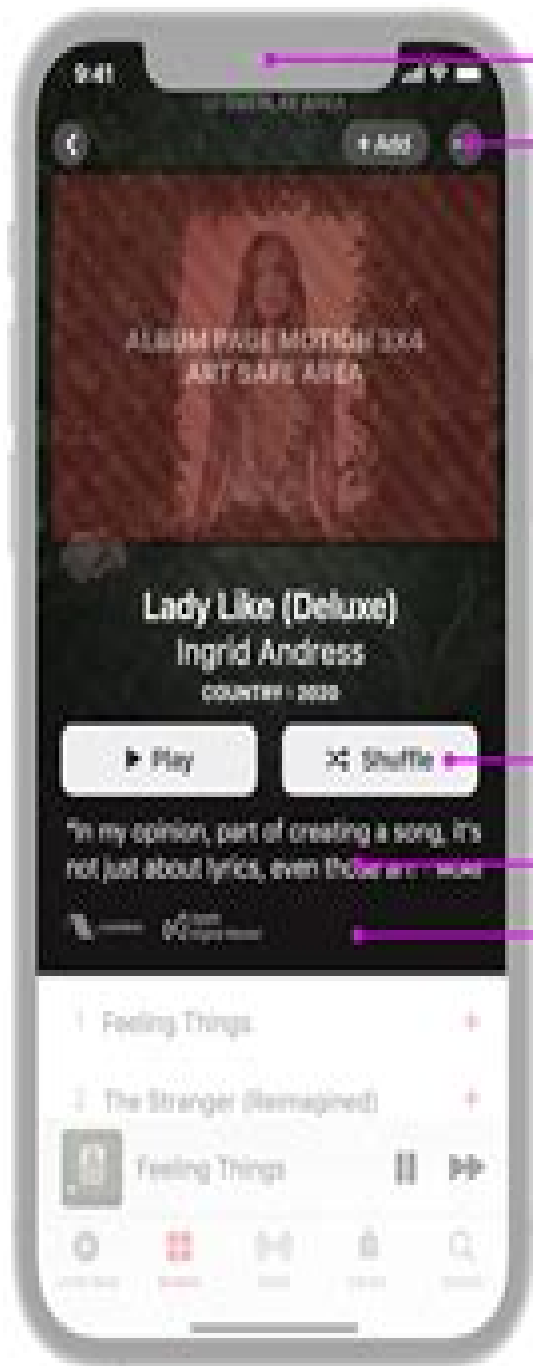 9:41
+ Add
ALBUM PAGE MOTION 3X4
ART SAFE AREA
Lady Like (Deluxe)
Ingrid Andress
COUNTRY · 2020
Play
Shuffle
"In my opinion, part of creating a song, it's
not just about lyrics, even those are
MORE
1 Feeling Things +
2 The Stranger (Reimagined) +
Feeling Things